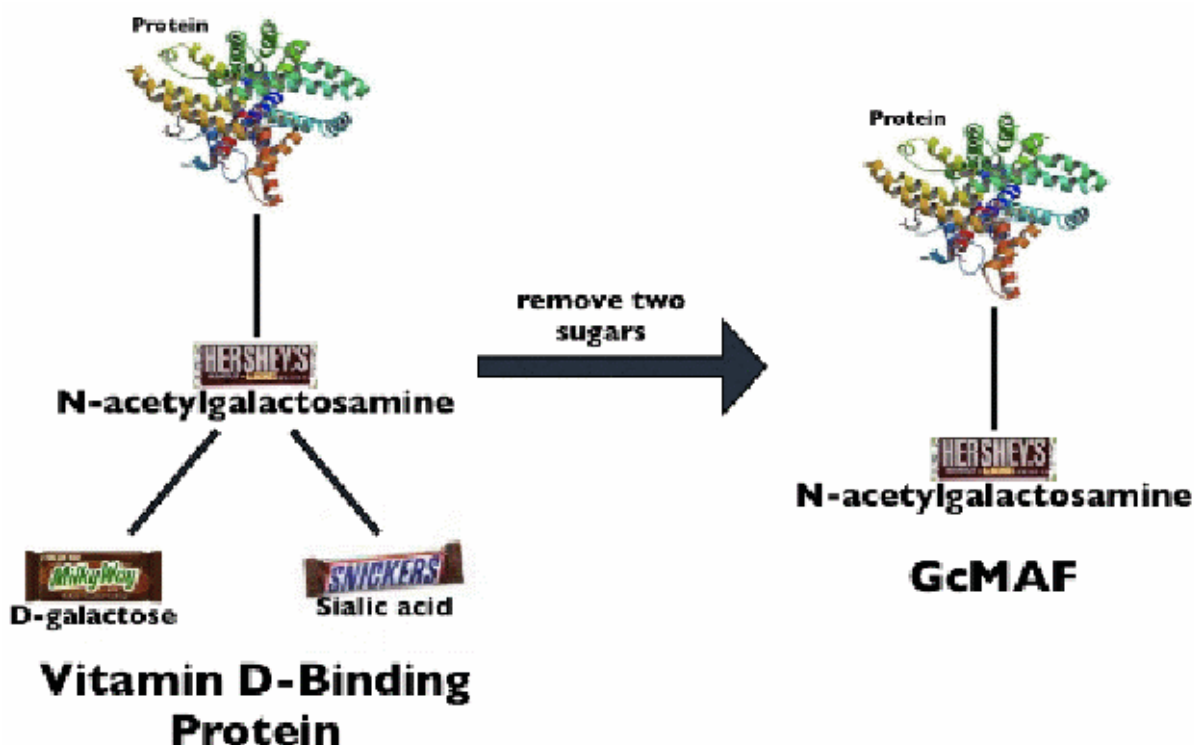 Protein
HERSHEY'S
N-acetylgalactosamine
MilkyWay
D-galactose
SNICKERS
Sialic acid
Vitamin D-Binding
Protein
remove two
sugars
Protein
HERSHEY'S
N-acetylgalactosamine
GcMAF